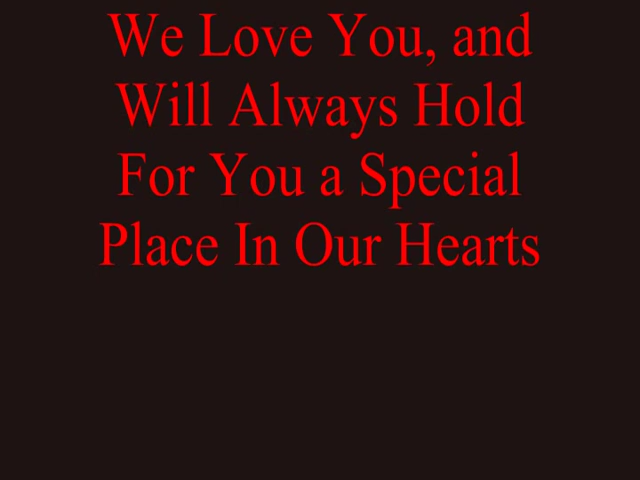 We Love You, and
Will Always Hold
For You a Special
Place In Our Hearts